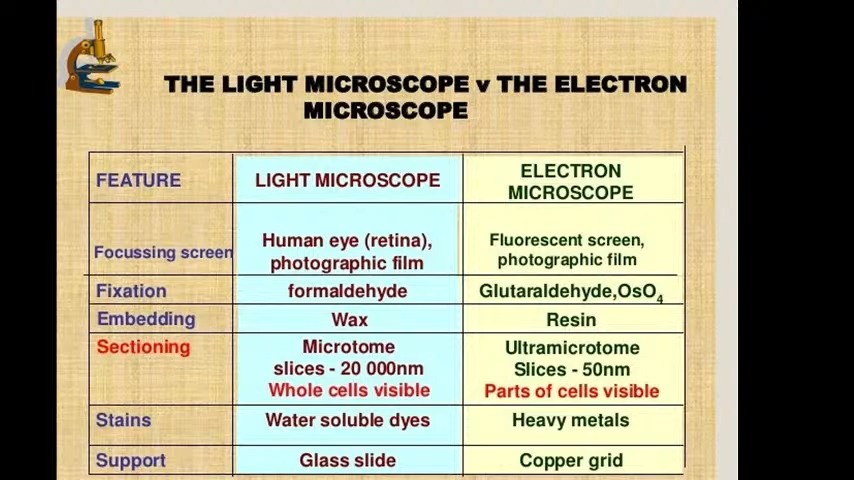 THE LIGHT MICROSCOPE v THE ELECTRON
MICROSCOPE
FEATURE
LIGHT MICROSCOPE
ELECTRON
MICROSCOPE
Focussing screen
Human eye (retina),
photographic film
Fluorescent screen,
photographic film
Fixation
formaldehyde
Glutaraldehyde,OsO4
Embedding
Wax
Resin
Sectioning
Microtome
slices - 20 000nm
Whole cells visible
Ultramicrotome
Slices - 50nm
Parts of cells visible
Stains
Water soluble dyes
Heavy metals
Support
Glass slide
Copper grid